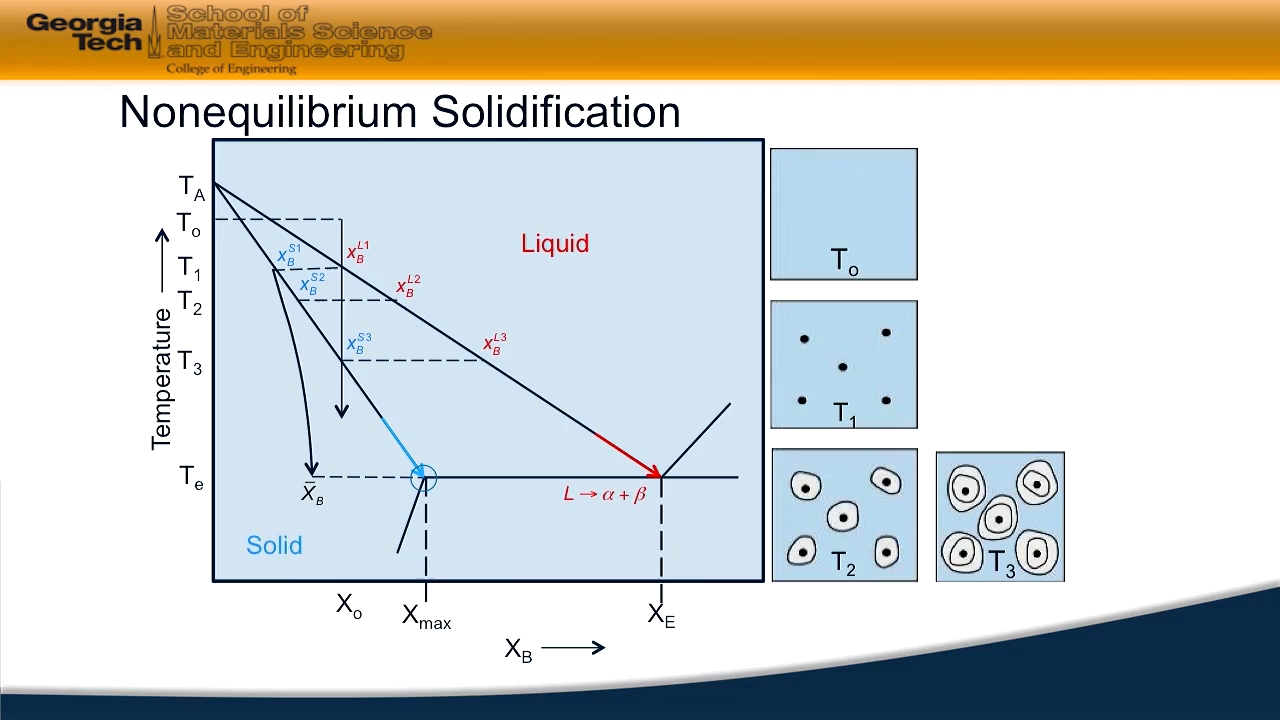 Georgia Tech
School of
Materials Science
and Engineering
College of Engineering
Nonequilibrium Solidification
T_A
T_o
T_1
T_2
T_3
T_e
Temperature
x_B^{S1}
x_B^{L1}
x_B^{S2}
x_B^{L2}
x_B^{S3}
x_B^{L3}
Liquid
X̄_B
L → α + β
Solid
X_o
X_max
X_E
X_B
T_o
T_1
T_2
T_3